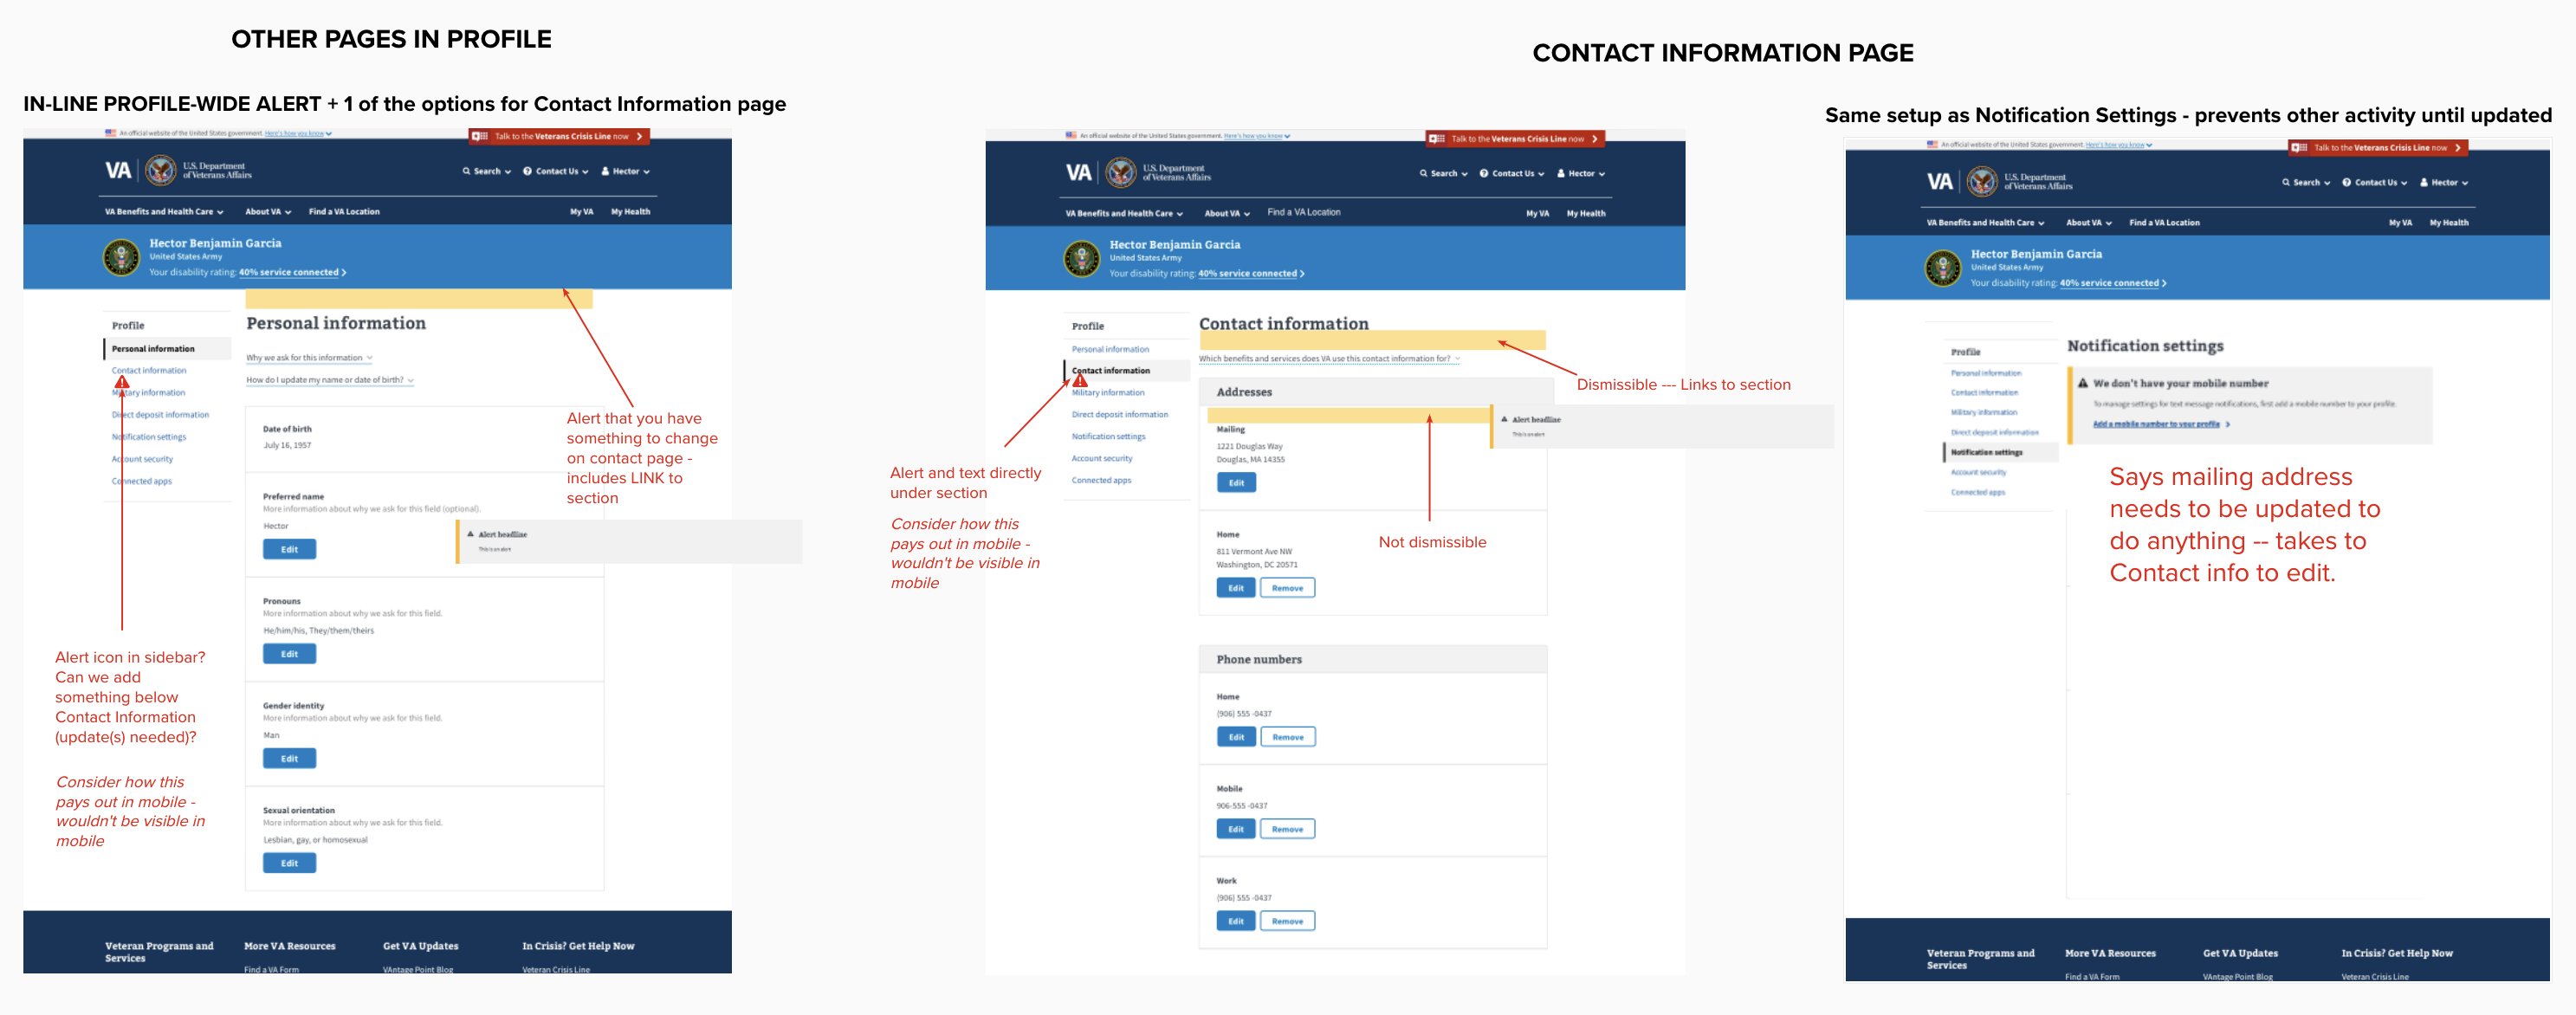 OTHER PAGES IN PROFILE
CONTACT INFORMATION PAGE
IN-LINE PROFILE-WIDE ALERT + 1 of the options for Contact Information page
Same setup as Notification Settings - prevents other activity until updated
An official website of the United States government. Here's how you know
Talk to the Veterans Crisis Line now
VA
U.S. Department
of Veterans Affairs
Search
Contact Us
Hector
VA Benefits and Health Care
About VA
Find a VA Location
My VA
My Health
Hector Benjamin Garcia
United States Army
Your disability rating: 40% service connected
Profile
Personal information
Contact information
Military information
Direct deposit information
Notification settings
Account security
Connected apps
Personal information
Why we ask for this information
How do I update my name or date of birth?
Date of birth
July 16, 1957
Preferred name
More information about why we ask for this field (optional).
Hector
Edit
Alert headline
This is an alert
Pronouns
More information about why we ask for this field.
He/him/his, They/them/theirs
Edit
Gender identity
More information about why we ask for this field.
Man
Edit
Sexual orientation
More information about why we ask for this field.
Lesbian, gay, or homosexual
Edit
Alert that you have
something to change
on contact page -
includes LINK to
section
Alert icon in sidebar?
Can we add
something below
Contact Information
(update(s) needed)?
Consider how this
pays out in mobile -
wouldn't be visible in
mobile
Veteran Programs and
Services
More VA Resources
Find a VA Form
Get VA Updates
VAntage Point Blog
In Crisis? Get Help Now
Veteran Crisis Line
An official website of the United States government. Here's how you know
Talk to the Veterans Crisis Line now
VA
U.S. Department
of Veterans Affairs
Search
Contact Us
Hector
VA Benefits and Health Care
About VA
Find a VA Location
My VA
My Health
Hector Benjamin Garcia
United States Army
Your disability rating: 40% service connected
Profile
Personal information
Contact information
Military information
Direct deposit information
Notification settings
Account security
Connected apps
Alert and text directly
under section
Consider how this
pays out in mobile -
wouldn't be visible in
mobile
Contact information
Which benefits and services does VA use this contact information for?
Dismissible --- Links to section
Addresses
Alert headline
This is an alert
Mailing
1221 Douglas Way
Douglas, MA 14355
Edit
Not dismissible
Home
811 Vermont Ave NW
Washington, DC 20571
Edit
Remove
Phone numbers
Home
(906) 555 -0437
Edit
Remove
Mobile
906-555 -0437
Edit
Remove
Work
(906) 555 -0437
Edit
Remove
An official website of the United States government. Here's how you know
Talk to the Veterans Crisis Line now
VA
U.S. Department
of Veterans Affairs
Search
Contact Us
Hector
VA Benefits and Health Care
About VA
Find a VA Location
My VA
My Health
Hector Benjamin Garcia
United States Army
Your disability rating: 40% service connected
Profile
Personal information
Contact information
Military information
Direct deposit information
Notification settings
Account security
Connected apps
Notification settings
We don't have your mobile number
To manage settings for text message notifications, first add a mobile number to your profile.
Add a mobile number to your profile
Says mailing address
needs to be updated to
do anything -- takes to
Contact info to edit.
Veteran Programs and
Services
More VA Resources
Find a VA Form
Get VA Updates
VAntage Point Blog
In Crisis? Get Help Now
Veteran Crisis Line